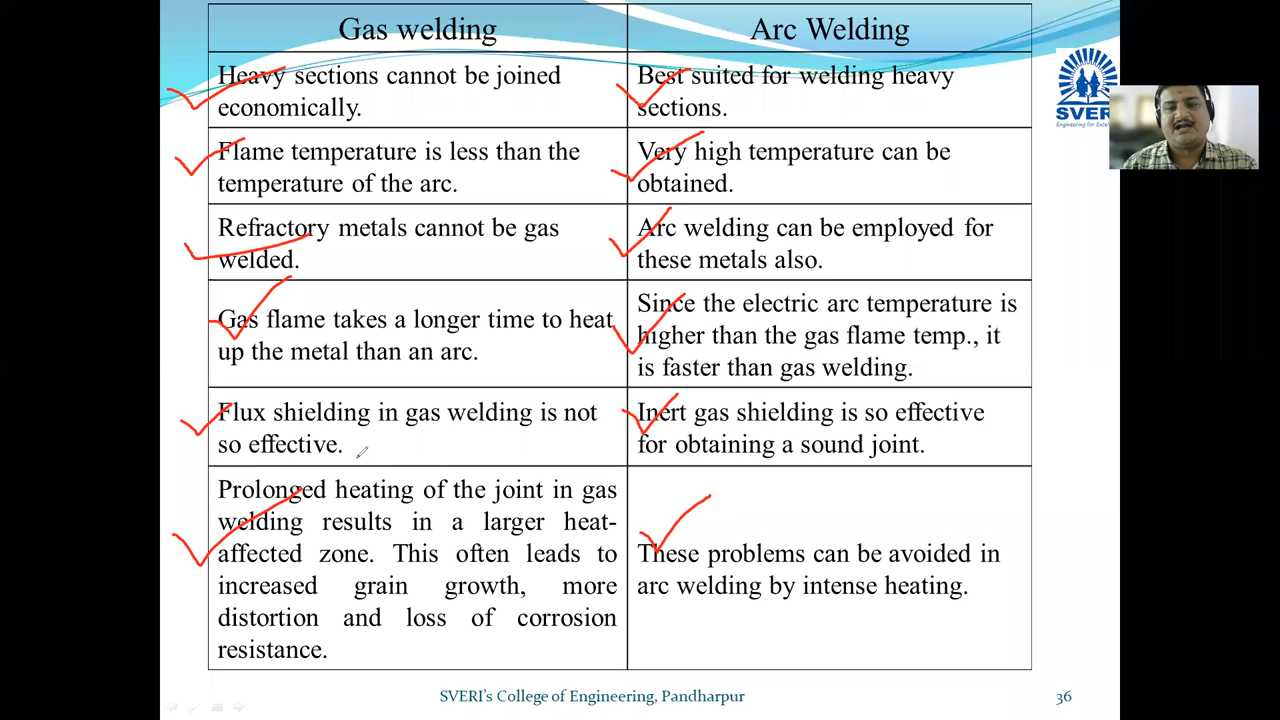 Gas welding
Arc Welding
Heavy sections cannot be joined
economically.
Best suited for welding heavy
sections.
Flame temperature is less than the
temperature of the arc.
Very high temperature can be
obtained.
Refractory metals cannot be gas
welded.
Arc welding can be employed for
these metals also.
Gas flame takes a longer time to heat
up the metal than an arc.
Since the electric arc temperature is
higher than the gas flame temp., it
is faster than gas welding.
Flux shielding in gas welding is not
so effective.
Inert gas shielding is so effective
for obtaining a sound joint.
Prolonged heating of the joint in gas
welding results in a larger heat-
affected zone. This often leads to
increased grain growth, more
distortion and loss of corrosion
resistance.
These problems can be avoided in
arc welding by intense heating.
SVERI
Engineering for
SVERI's College of Engineering, Pandharpur
36